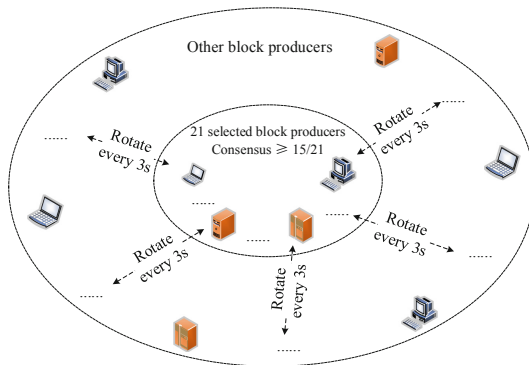 Other block producers
21 selected block producers
Consensus ⩾ 15/21
Rotate
every 3s
Rotate
every 3s
Rotate
every 3s
Rotate
every 3s
Rotate
every 3s